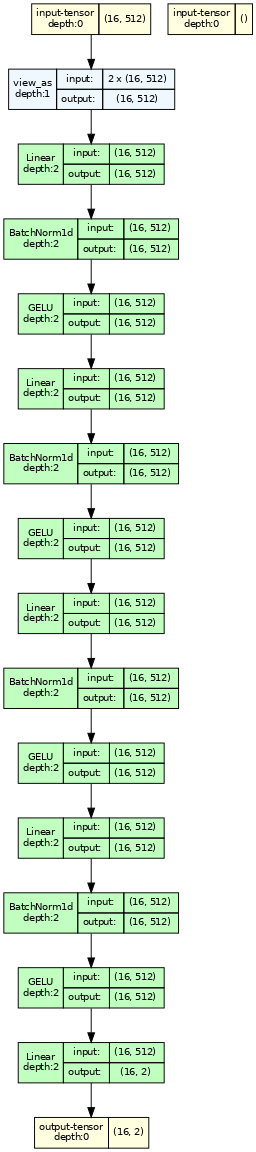 input-tensor
depth:0
(16, 512)
input-tensor
depth:0
()
view_as
depth:1
input:
2 x (16, 512)
output:
(16, 512)
Linear
depth:2
input:
(16, 512)
output:
(16, 512)
BatchNorm1d
depth:2
input:
(16, 512)
output:
(16, 512)
GELU
depth:2
input:
(16, 512)
output:
(16, 512)
Linear
depth:2
input:
(16, 512)
output:
(16, 512)
BatchNorm1d
depth:2
input:
(16, 512)
output:
(16, 512)
GELU
depth:2
input:
(16, 512)
output:
(16, 512)
Linear
depth:2
input:
(16, 512)
output:
(16, 512)
BatchNorm1d
depth:2
input:
(16, 512)
output:
(16, 512)
GELU
depth:2
input:
(16, 512)
output:
(16, 512)
Linear
depth:2
input:
(16, 512)
output:
(16, 512)
BatchNorm1d
depth:2
input:
(16, 512)
output:
(16, 512)
GELU
depth:2
input:
(16, 512)
output:
(16, 512)
Linear
depth:2
input:
(16, 512)
output:
(16, 2)
output-tensor
depth:0
(16, 2)